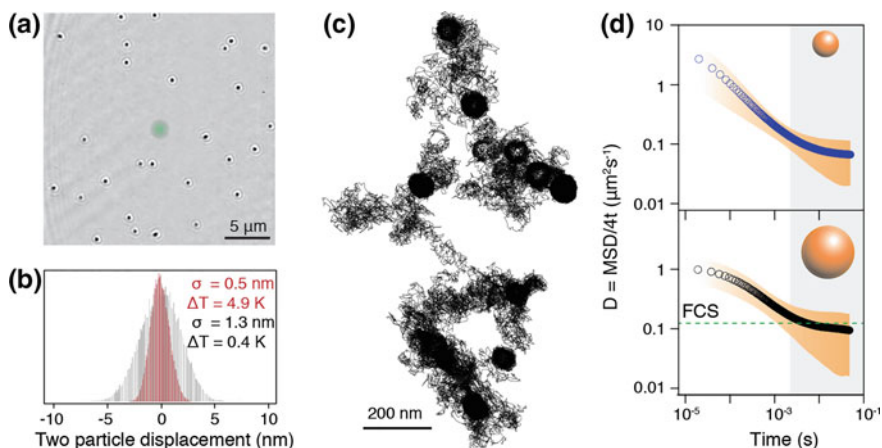 (a)
5 μm
(b)
σ = 0.5 nm
ΔT = 4.9 K
σ = 1.3 nm
ΔT = 0.4 K
-10 -5 0 5 10
Two particle displacement (nm)
(c)
200 nm
(d)
10
1
0.1
0.01
10
1
FCS
0.1
0.01
D = MSD/4t (μm²s⁻¹)
10⁻⁵ 10⁻³ 10⁻¹
Time (s)